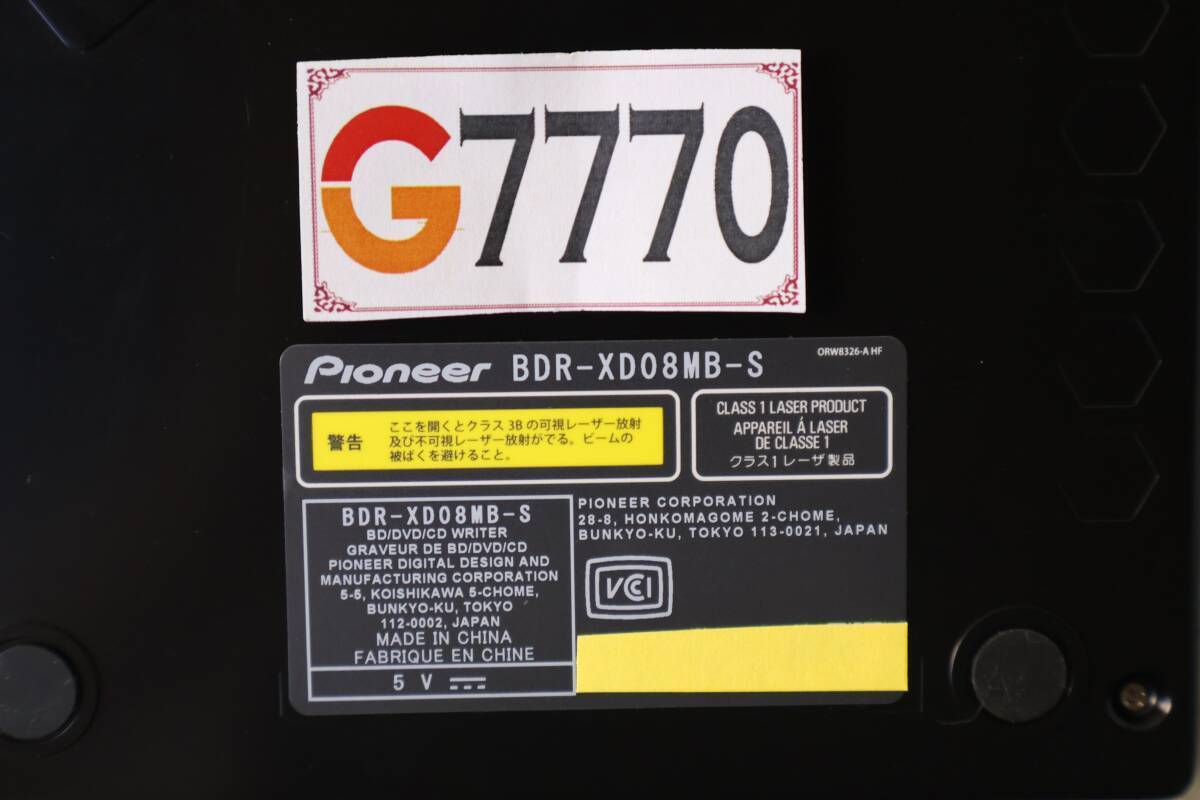 G7770
Pioneer BDR-XD08MB-S
ORW8326-A HF
警告
ここを開くとクラス 3B の可視レーザー放射
及び不可視レーザー放射がでる。ビームの
被ばくを避けること。
CLASS 1 LASER PRODUCT
APPAREIL Á LASER
DE CLASSE 1
クラス1 レーザ製品
BDR-XD08MB-S
BD/DVD/CD WRITER
GRAVEUR DE BD/DVD/CD
PIONEER DIGITAL DESIGN AND
MANUFACTURING CORPORATION
5-5, KOISHIKAWA 5-CHOME,
BUNKYO-KU, TOKYO
112-0002, JAPAN
MADE IN CHINA
FABRIQUE EN CHINE
5 V
PIONEER CORPORATION
28-8, HONKOMAGOME 2-CHOME,
BUNKYO-KU, TOKYO 113-0021, JAPAN
VCCI